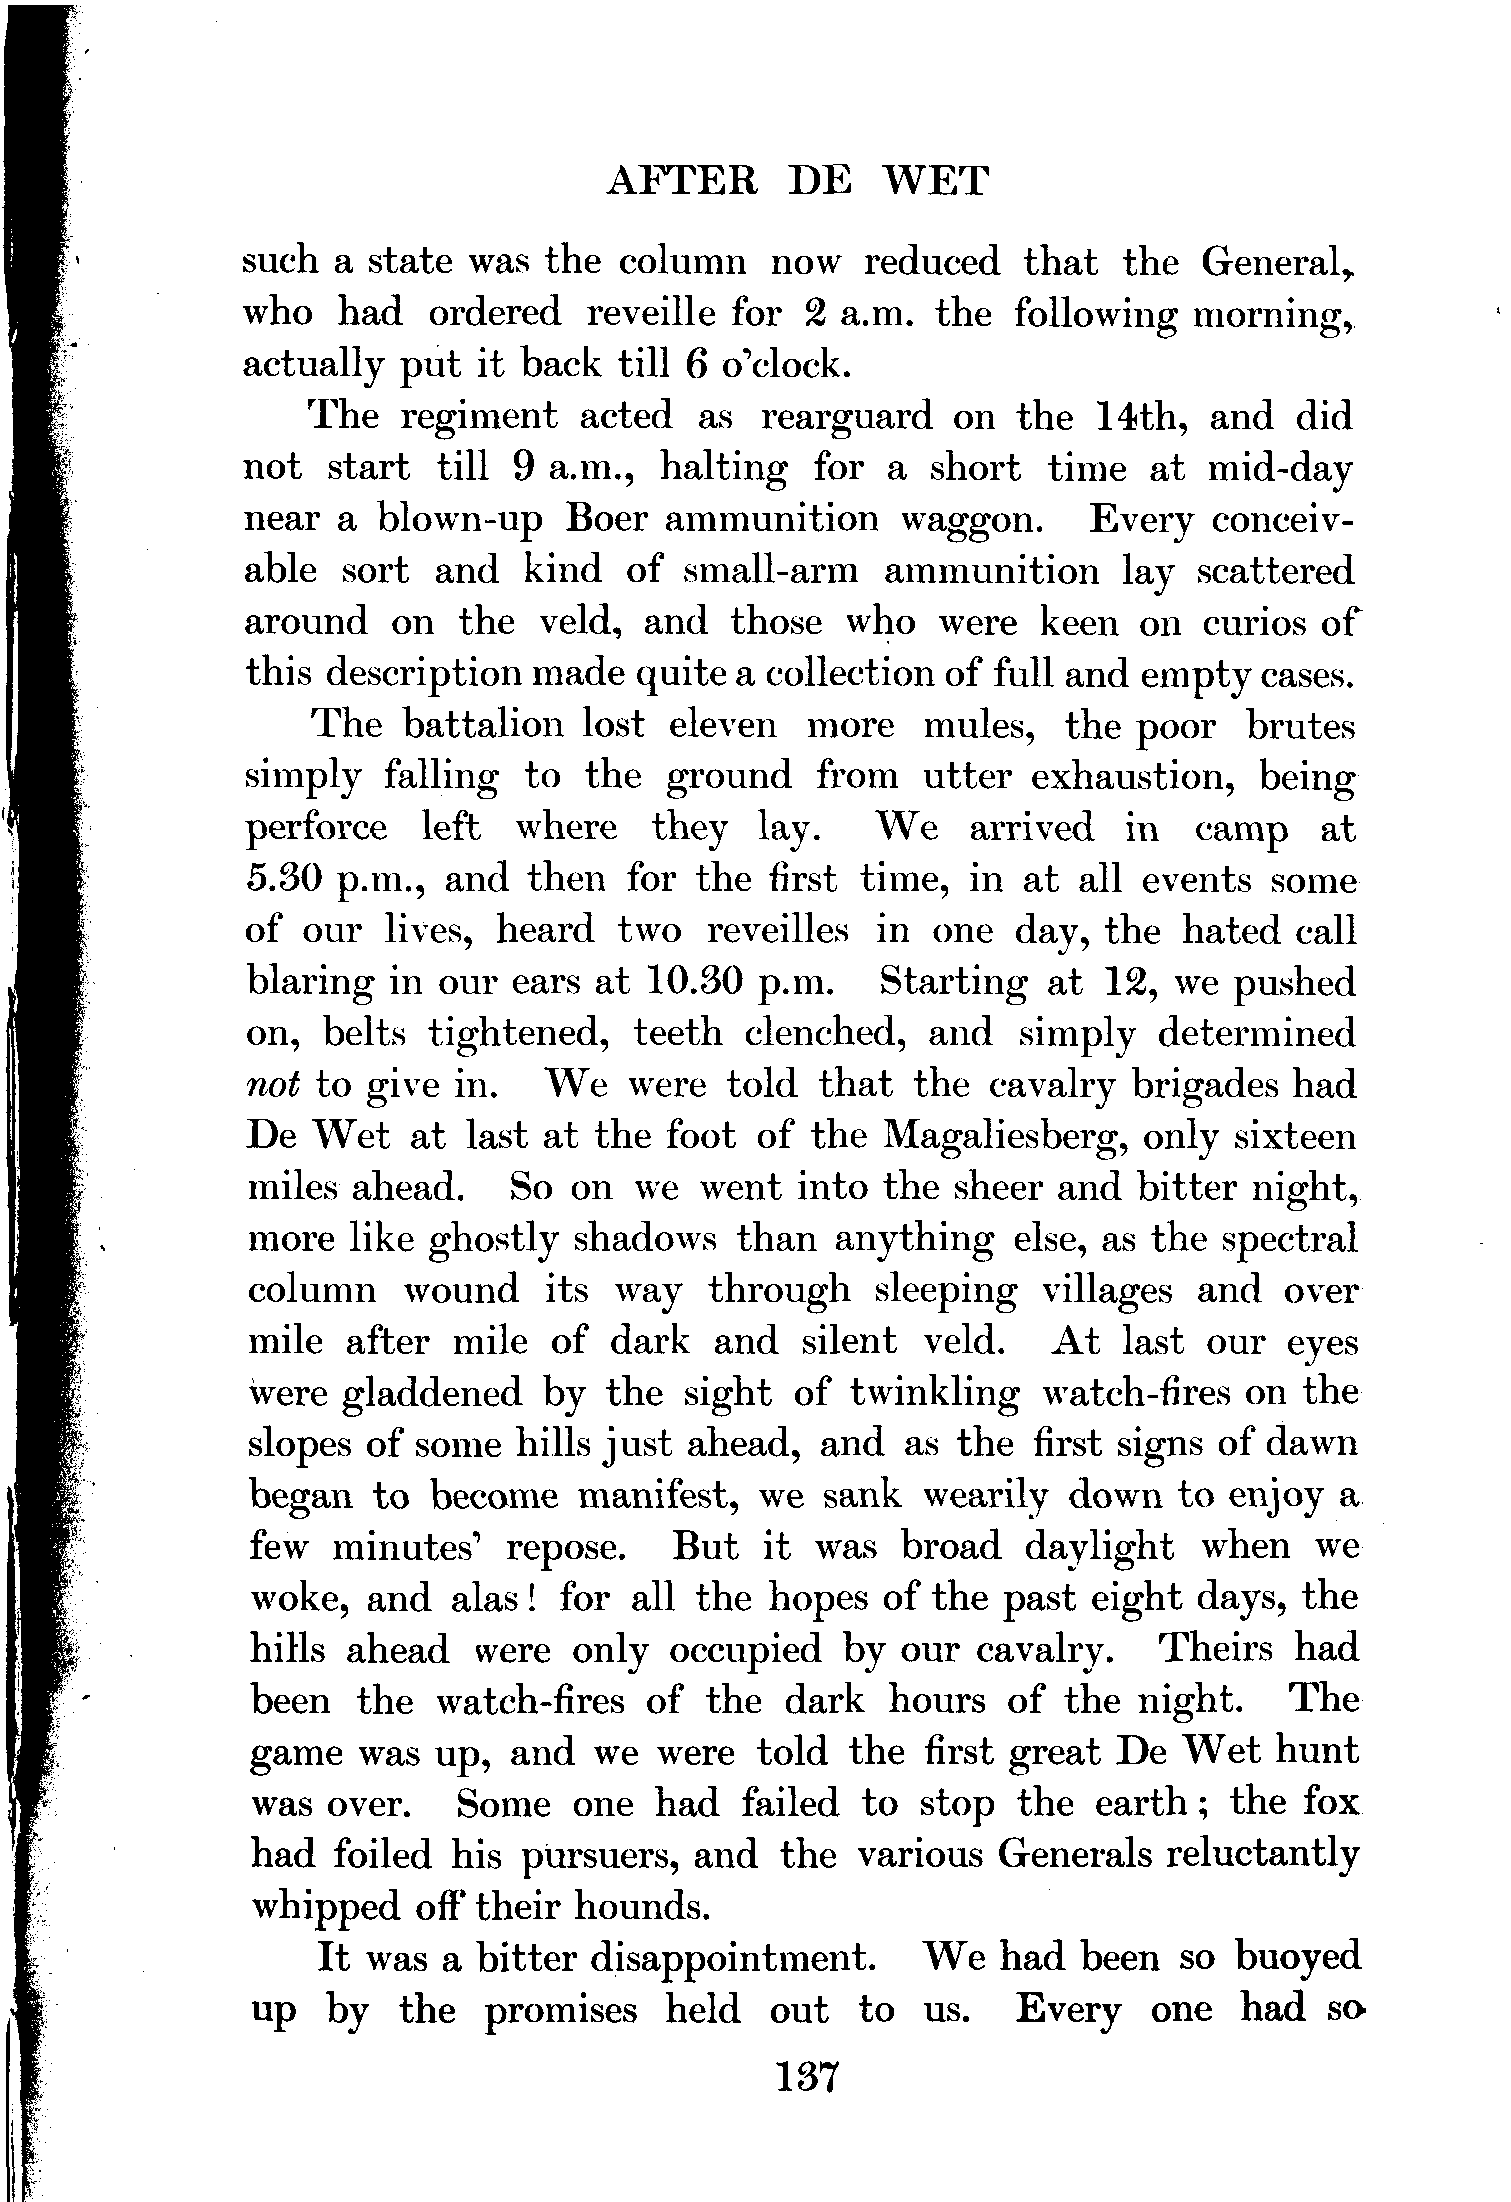 AFTER DE WET
such a state was the column now reduced that the General,
who had ordered reveille for 2 a.m. the following morning,
actually put it back till 6 o'clock.
The regiment acted as rearguard on the 14th, and did
not start till 9 a.m., halting for a short time at mid-day
near a blown-up Boer ammunition waggon. Every conceiv-
able sort and kind of small-arm ammunition lay scattered
around on the veld, and those who were keen on curios of
this description made quite a collection of full and empty cases.
The battalion lost eleven more mules, the poor brutes
simply falling to the ground from utter exhaustion, being
perforce left where they lay. We arrived in camp at
5.30 p.m., and then for the first time, in at all events some
of our lives, heard two reveilles in one day, the hated call
blaring in our ears at 10.30 p.m. Starting at 12, we pushed
on, belts tightened, teeth clenched, and simply determined
not to give in. We were told that the cavalry brigades had
De Wet at last at the foot of the Magaliesberg, only sixteen
miles ahead. So on we went into the sheer and bitter night,
more like ghostly shadows than anything else, as the spectral
column wound its way through sleeping villages and over
mile after mile of dark and silent veld. At last our eyes
were gladdened by the sight of twinkling watch-fires on the
slopes of some hills just ahead, and as the first signs of dawn
began to become manifest, we sank wearily down to enjoy a
few minutes' repose. But it was broad daylight when we
woke, and alas! for all the hopes of the past eight days, the
hills ahead were only occupied by our cavalry. Theirs had
been the watch-fires of the dark hours of the night. The
game was up, and we were told the first great De Wet hunt
was over. Some one had failed to stop the earth; the fox
had foiled his pursuers, and the various Generals reluctantly
whipped off their hounds.
It was a bitter disappointment. We had been so buoyed
up by the promises held out to us. Every one had so
137